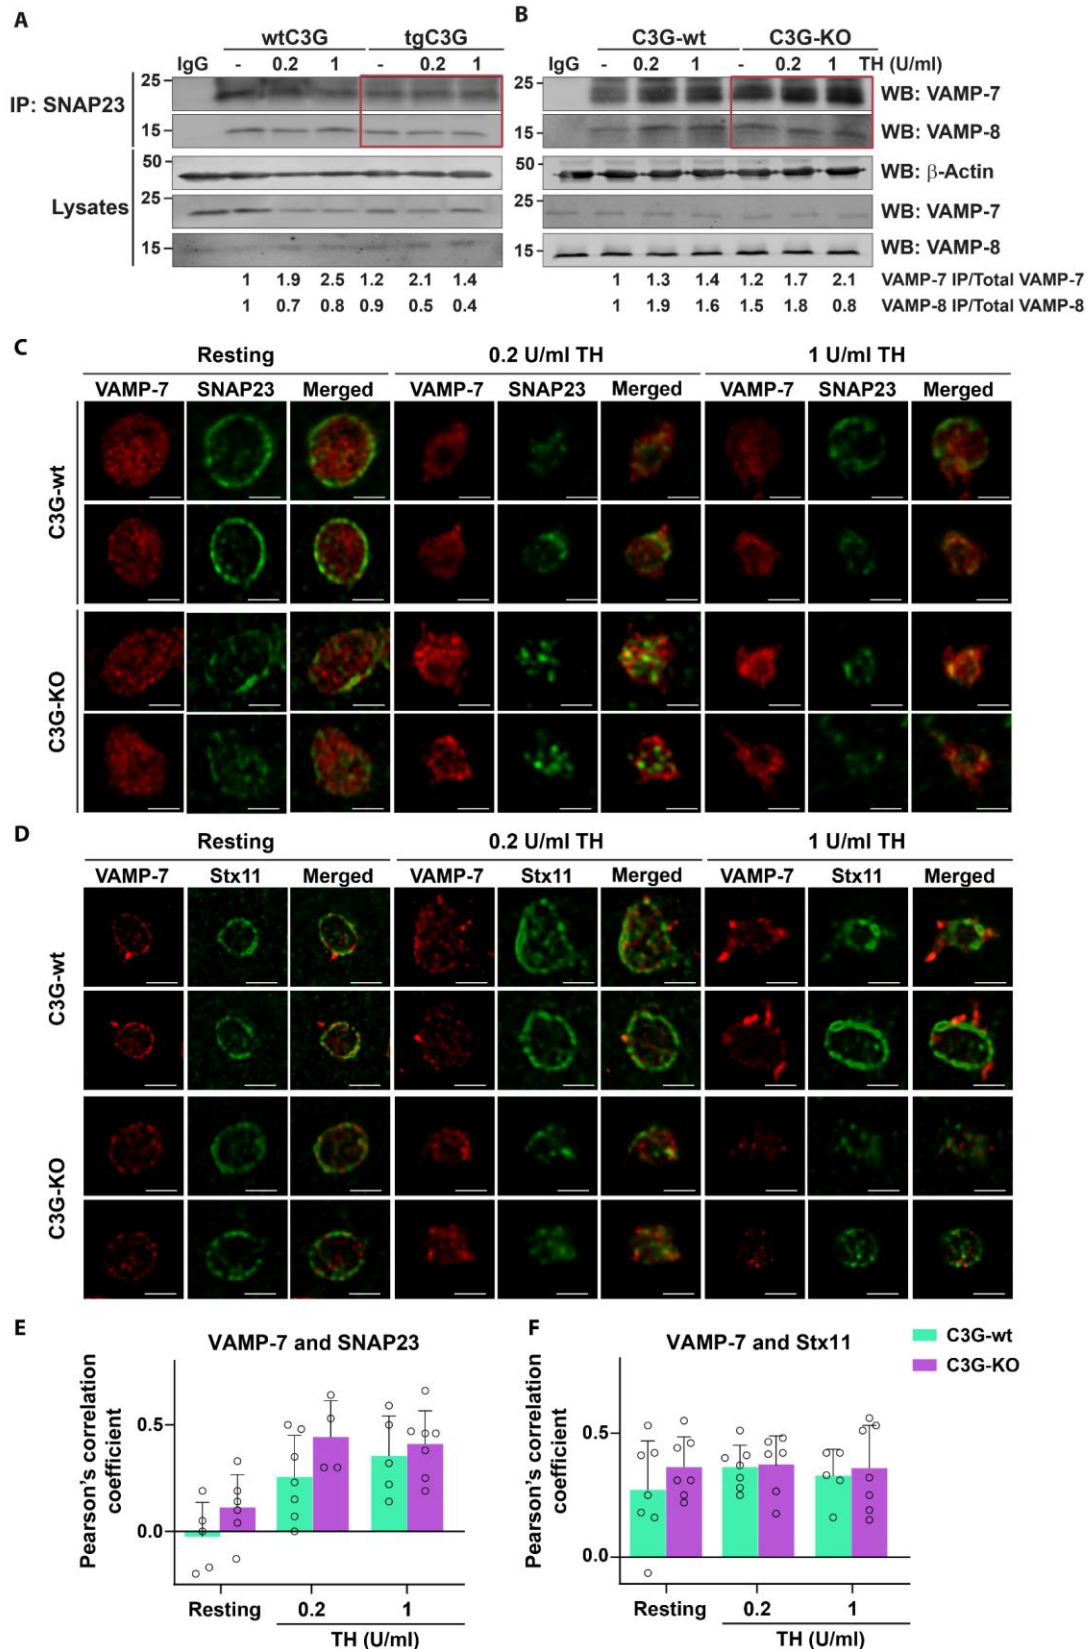 A
wtC3G tgC3G
IgG - 0.2 1 - 0.2 1
IP: SNAP23
25
15
Lysates
50
25
15
1 1.9 2.5 1.2 2.1 1.4
1 0.7 0.8 0.9 0.5 0.4
B
C3G-wt C3G-KO
IgG - 0.2 1 - 0.2 1 TH (U/ml)
25 WB: VAMP-7
15 WB: VAMP-8
50 WB: β-Actin
25 WB: VAMP-7
15 WB: VAMP-8
1 1.3 1.4 1.2 1.7 2.1 VAMP-7 IP/Total VAMP-7
1 1.9 1.6 1.5 1.8 0.8 VAMP-8 IP/Total VAMP-8
C
Resting 0.2 U/ml TH 1 U/ml TH
VAMP-7 SNAP23 Merged VAMP-7 SNAP23 Merged VAMP-7 SNAP23 Merged
C3G-wt
C3G-KO
D
Resting 0.2 U/ml TH 1 U/ml TH
VAMP-7 Stx11 Merged VAMP-7 Stx11 Merged VAMP-7 Stx11 Merged
C3G-wt
C3G-KO
E
VAMP-7 and SNAP23
Pearson's correlation
coefficient
0.5
0.0
Resting 0.2 1
TH (U/ml)
F
VAMP-7 and Stx11
C3G-wt
C3G-KO
Pearson's correlation
coefficient
0.5
0.0
Resting 0.2 1
TH (U/ml)